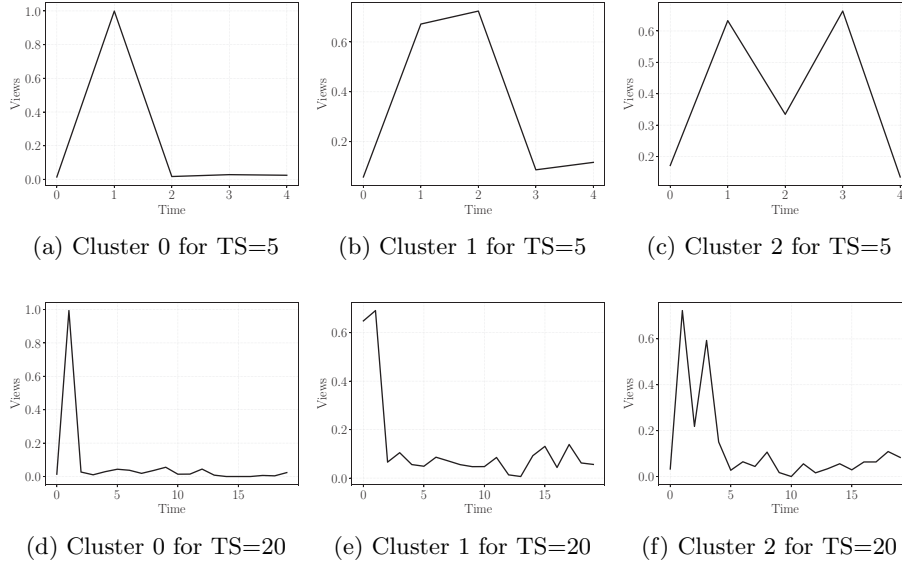 1.0
0.8
0.6
0.4
0.2
0.0
Views
0 1 2 3 4
Time
(a) Cluster 0 for TS=5
0.6
0.4
0.2
Views
0 1 2 3 4
Time
(b) Cluster 1 for TS=5
0.6
0.5
0.4
0.3
0.2
Views
0 1 2 3 4
Time
(c) Cluster 2 for TS=5
1.0
0.8
0.6
0.4
0.2
0.0
Views
0 5 10 15
Time
(d) Cluster 0 for TS=20
0.6
0.4
0.2
0.0
Views
0 5 10 15
Time
(e) Cluster 1 for TS=20
0.6
0.4
0.2
0.0
Views
0 5 10 15
Time
(f) Cluster 2 for TS=20